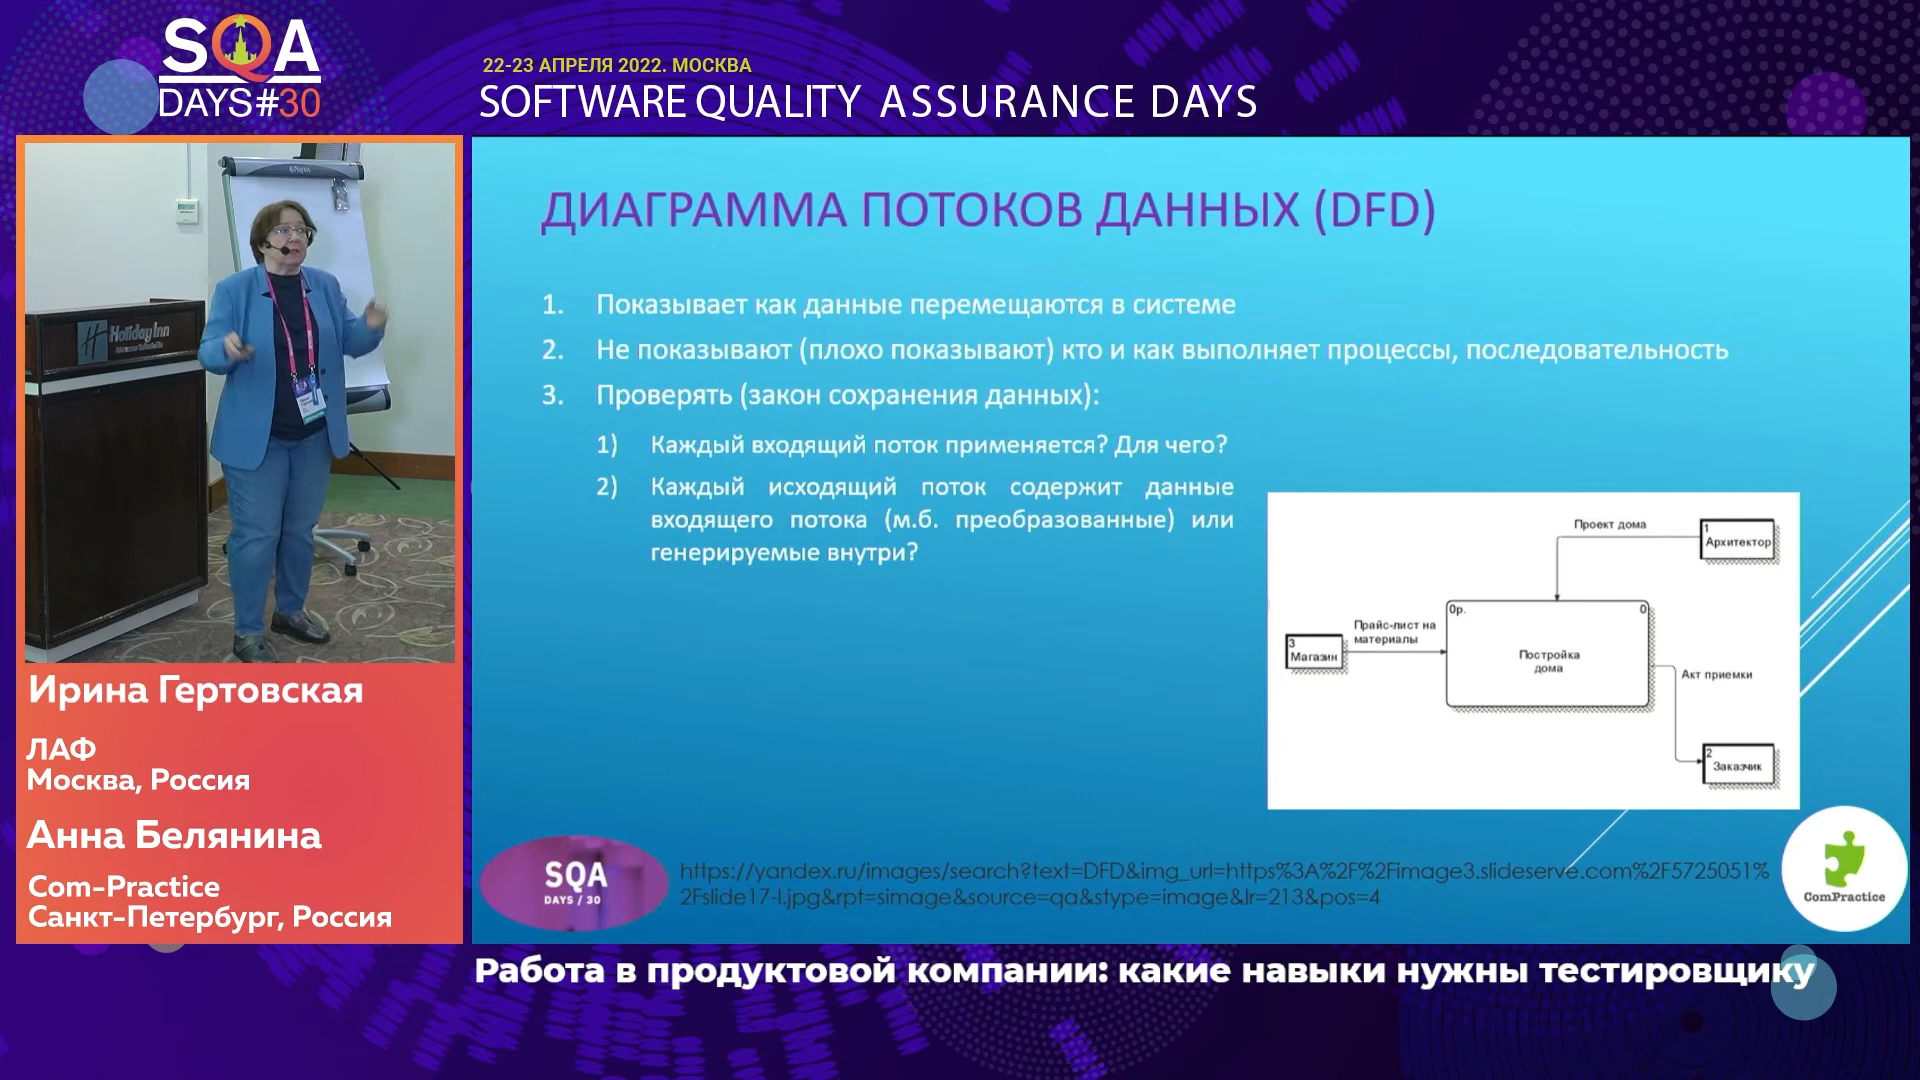 SQA
DAYS#30
22-23 АПРЕЛЯ 2022. МОСКВА
SOFTWARE QUALITY ASSURANCE DAYS
Holiday Inn
Ирина Гертовская
ЛАФ
Москва, Россия
Анна Белянина
Com-Practice
Санкт-Петербург, Россия
ДИАГРАММА ПОТОКОВ ДАННЫХ (DFD)
1. Показывает как данные перемещаются в системе
2. Не показывают (плохо показывают) кто и как выполняет процессы, последовательность
3. Проверять (закон сохранения данных):
1) Каждый входящий поток применяется? Для чего?
2) Каждый исходящий поток содержит данные
входящего потока (м.б. преобразованные) или
генерируемые внутри?
Проект дома
1
Архитектор
Прайс-лист на
материалы
3
Магазин
0р. 0
Постройка
дома
Акт приемки
2
Заказчик
SQA
DAYS / 30
https://yandex.ru/images/search?text=DFD&img_url=https%3A%2F%2Fimage3.slideserve.com%2F5725051%
2Fslide17-l.jpg&rpt=simage&source=qa&stype=image&lr=213&pos=4
ComPractice
Работа в продуктовой компании: какие навыки нужны тестировщику